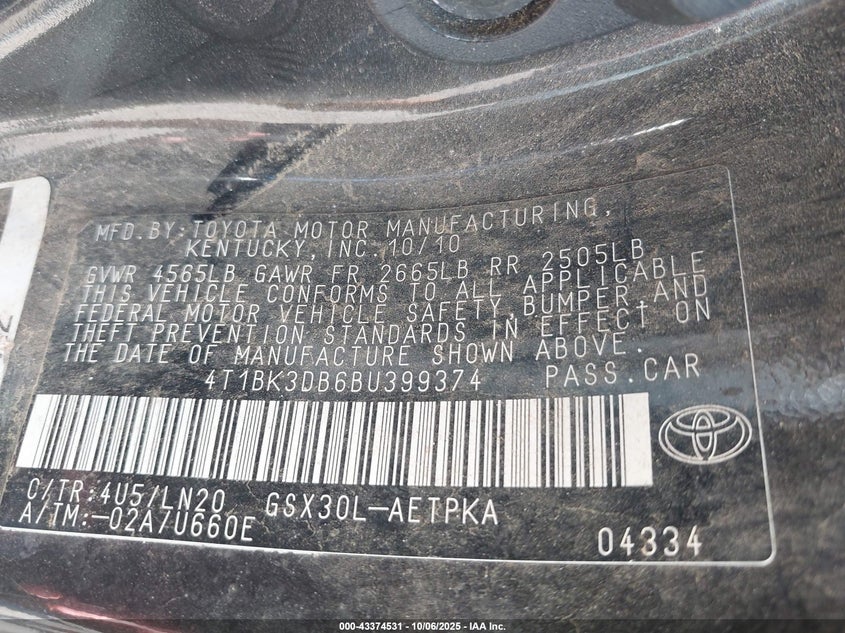 MFD.BY:TOYOTA MOTOR MANUFACTURING,
KENTUCKY,INC.10/10
GVWR 4565LB GAWR FR 2665LB RR 2505LB
THIS VEHICLE CONFORMS TO ALL APPLICABLE
FEDERAL MOTOR VEHICLE SAFETY,BUMPER,AND
THEFT PREVENTION STANDARDS IN EFFECT ON
THE DATE OF MANUFACTURE SHOWN ABOVE.
4T1BK3DB6BU399374 PASS.CAR
C/TR:4U5/LN20 GSX30L-AETPKA
A/TM:-02A/U660E
04334
000-43374531 - 10/06/2025 - IAA Inc.